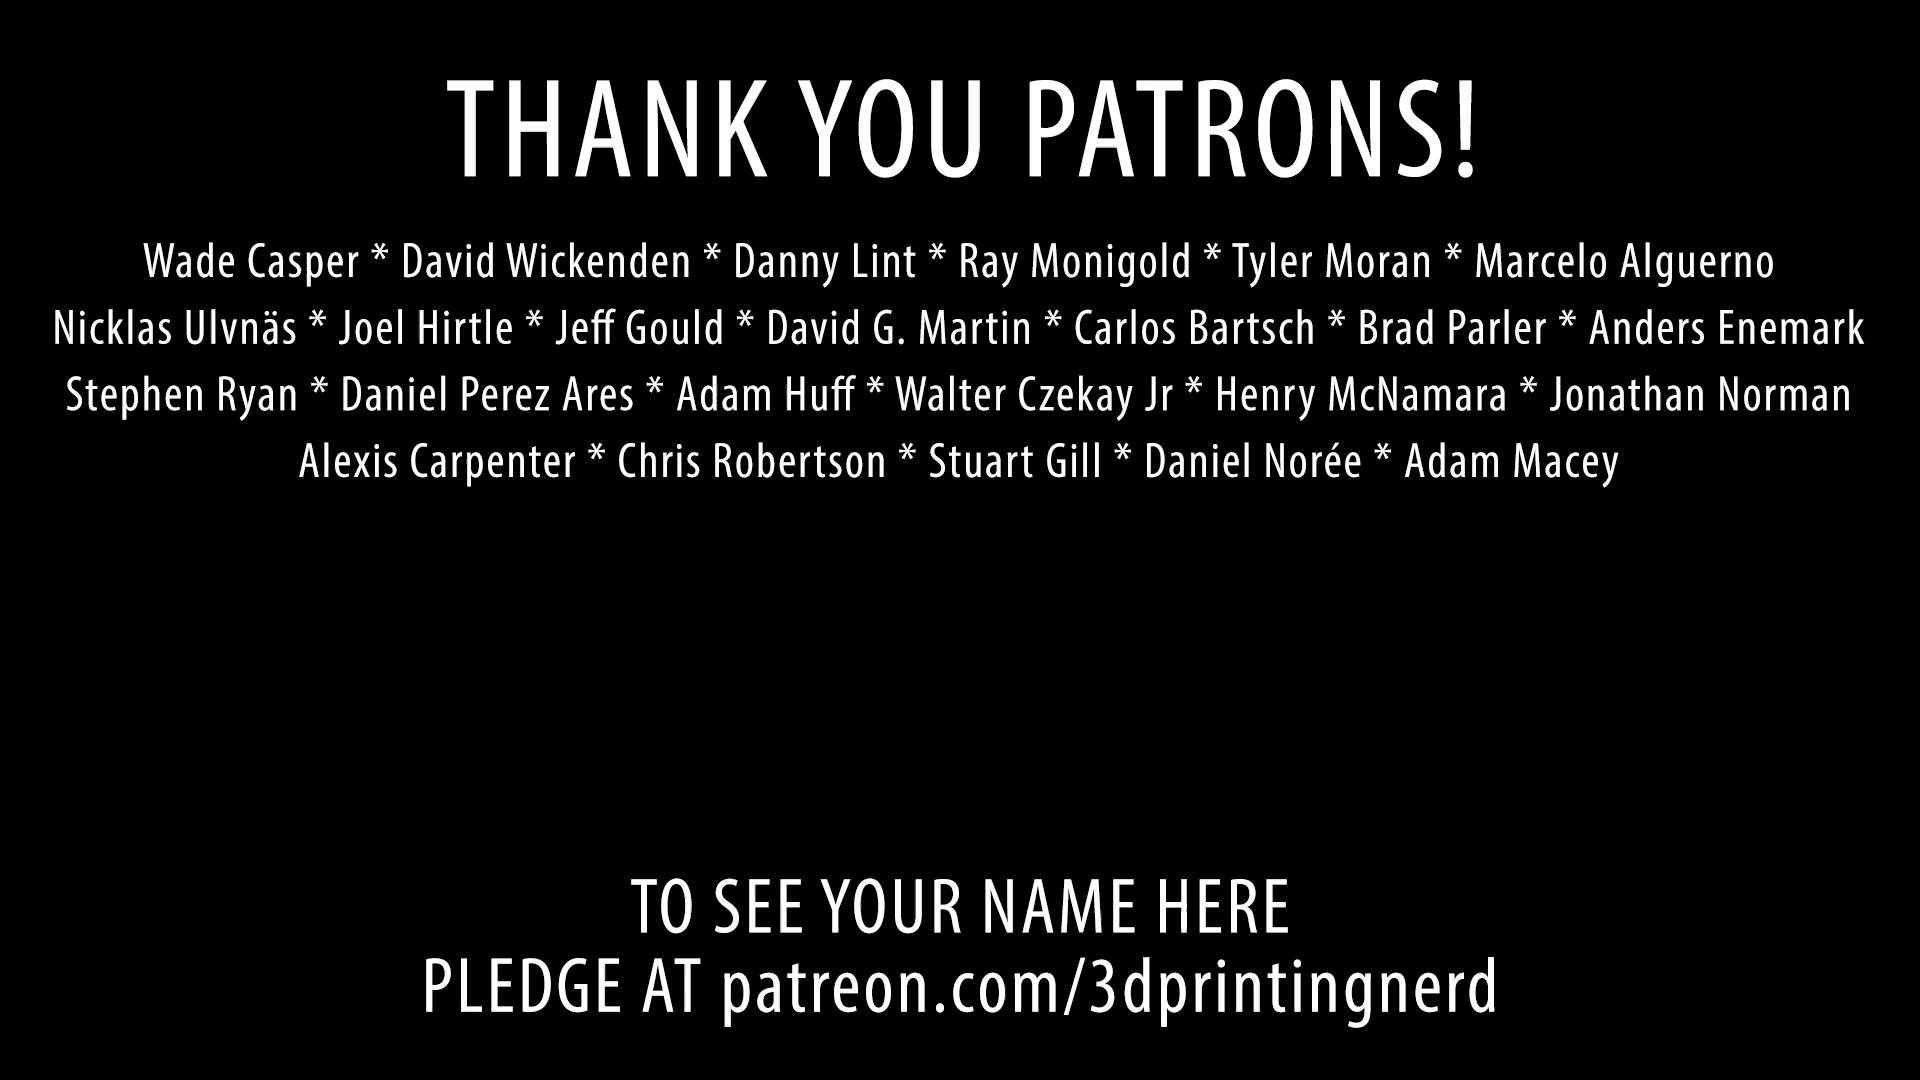 THANK YOU PATRONS!
Wade Casper * David Wickenden * Danny Lint * Ray Monigold * Tyler Moran * Marcelo Alguerno
Nicklas Ulvnäs * Joel Hirtle * Jeff Gould * David G. Martin * Carlos Bartsch * Brad Parler * Anders Enemark
Stephen Ryan * Daniel Perez Ares * Adam Huff * Walter Czekay Jr * Henry McNamara * Jonathan Norman
Alexis Carpenter * Chris Robertson * Stuart Gill * Daniel Norée * Adam Macey
TO SEE YOUR NAME HERE
PLEDGE AT patreon.com/3dprintingnerd